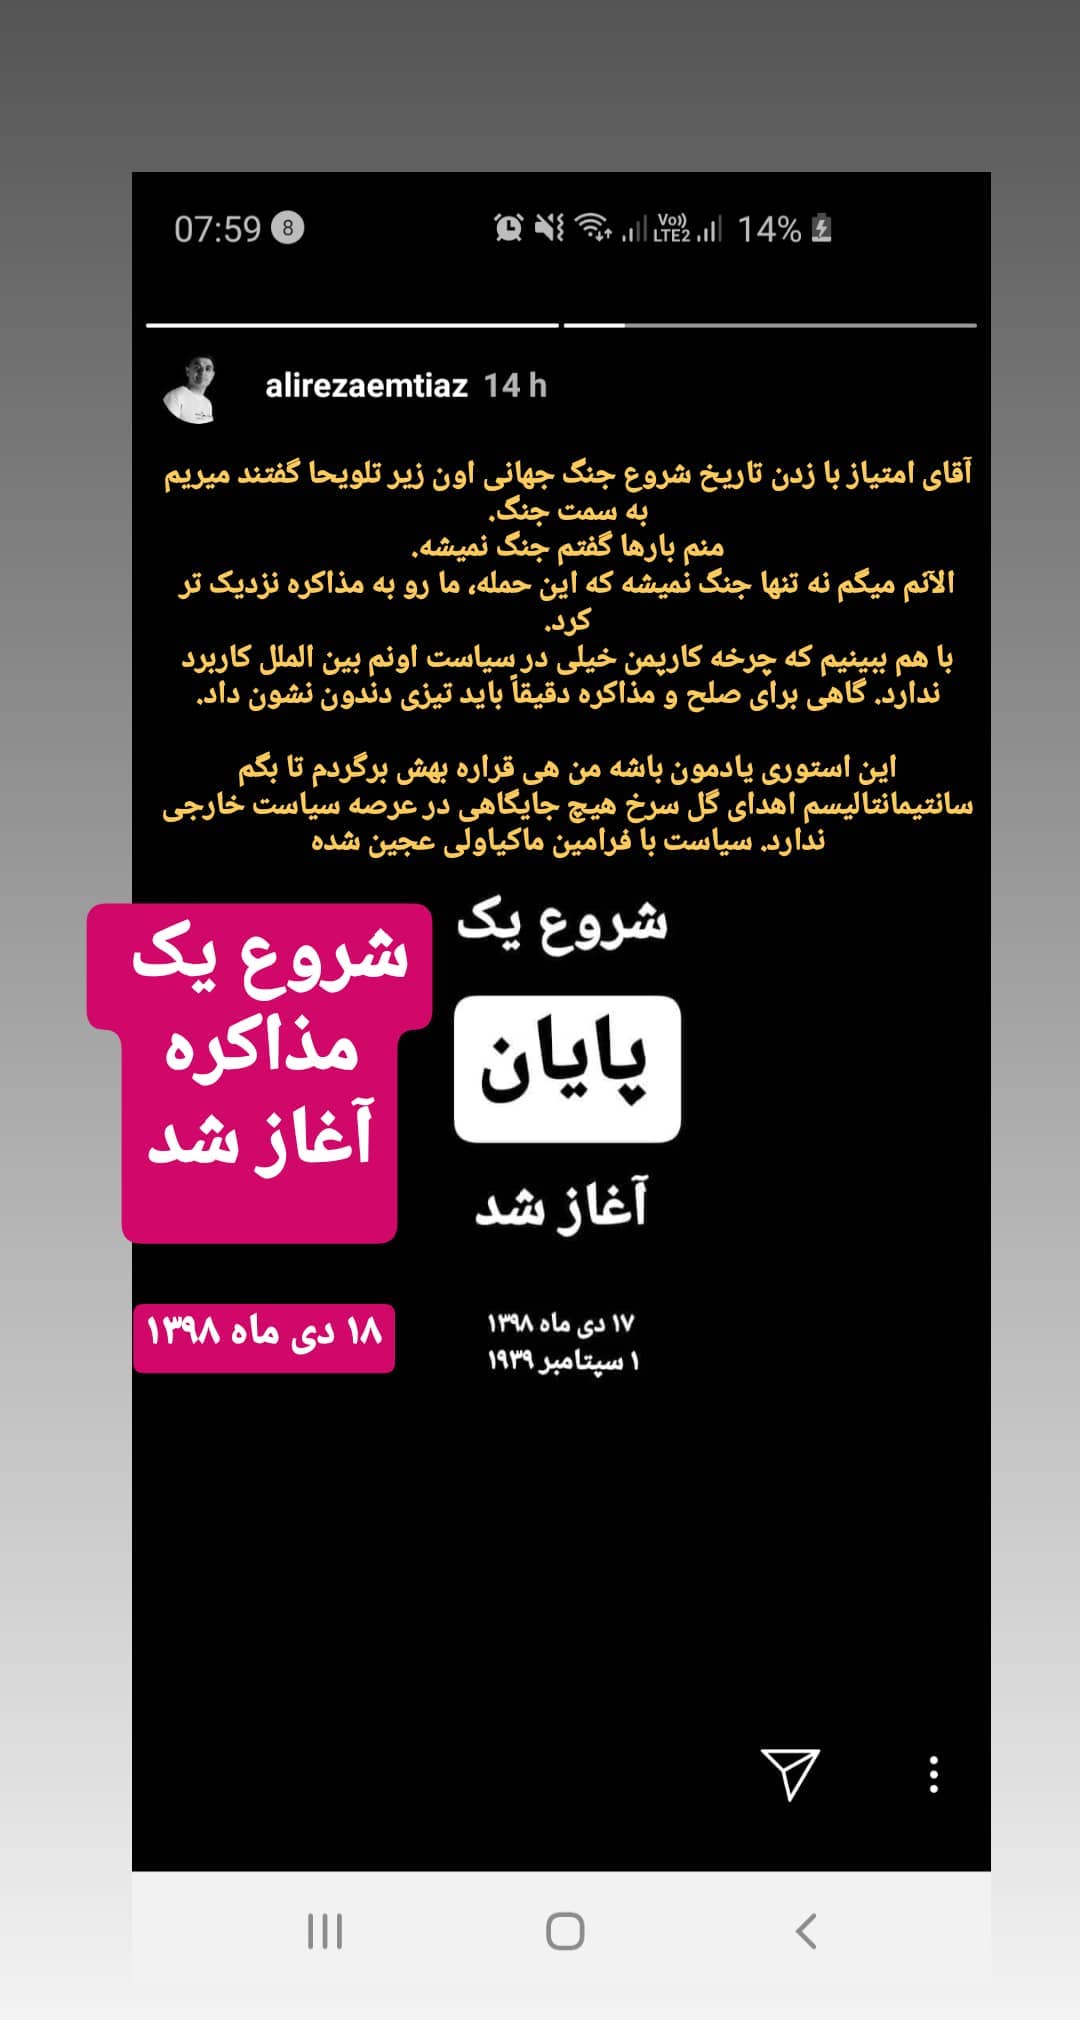 07:59 8 Vo)) LTE2 14%
alirezaemtiaz 14 h
آقای امتیاز با زدن تاریخ شروع جنگ جهانی اون زیر تلویحا گفتند میریم
به سمت جنگ.
منم بارها گفتم جنگ نمیشه.
الآنم میگم نه تنها جنگ نمیشه که این حمله، ما رو به مذاکره نزدیک تر
کرد.
با هم ببینیم که چرخه کارپمن خیلی در سیاست اونم بین الملل کاربرد
ندارد. گاهی برای صلح و مذاکره دقیقاً باید تیزی دندون نشون داد.
این استوری یادمون باشه من هی قراره بهش برگردم تا بگم
سانتیمانتالیسم اهدای گل سرخ هیچ جایگاهی در عرصه سیاست خارجی
ندارد. سیاست با فرامین ماکیاولی عجین شده
شروع یک
پایان
آغاز شد
۱۷ دی ماه ۱۳۹۸
۱ سپتامبر ۱۹۳۹
شروع یک
مذاکره
آغاز شد
۱۸ دی ماه ۱۳۹۸